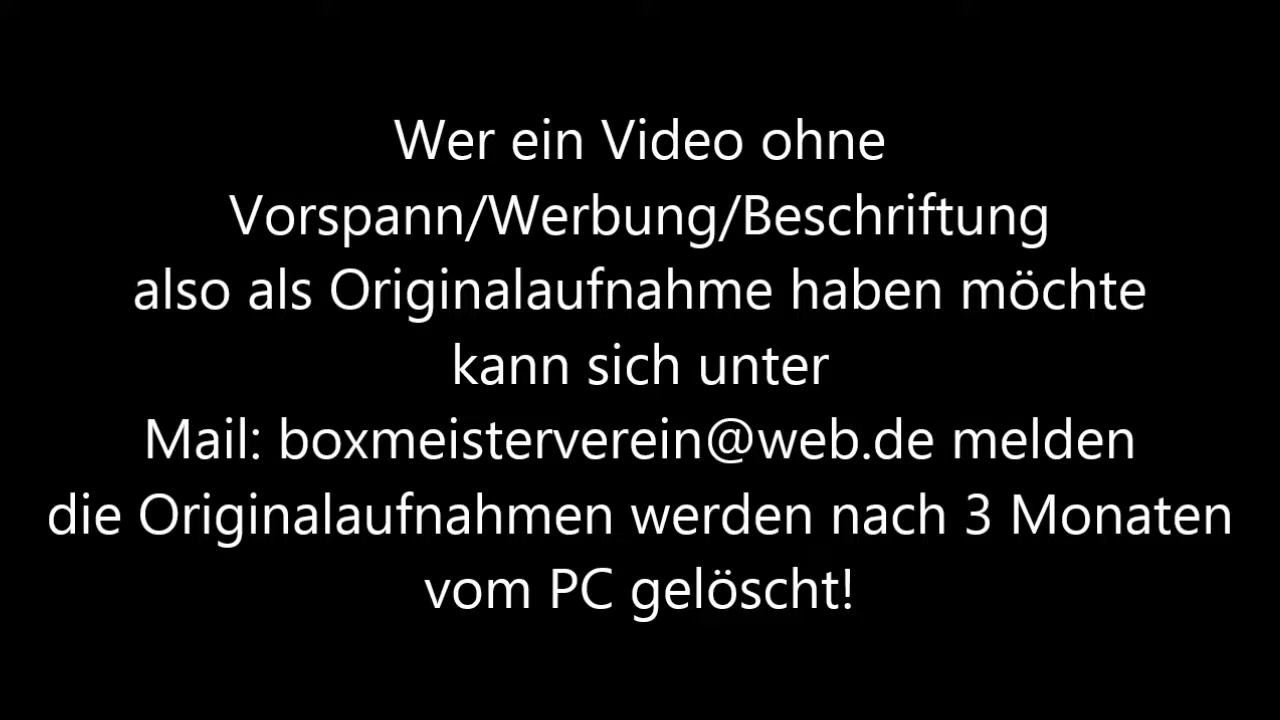 Wer ein Video ohne
Vorspann/Werbung/Beschriftung
also als Originalaufnahme haben möchte
kann sich unter
Mail: boxmeisterverein@web.de melden
die Originalaufnahmen werden nach 3 Monaten
vom PC gelöscht!